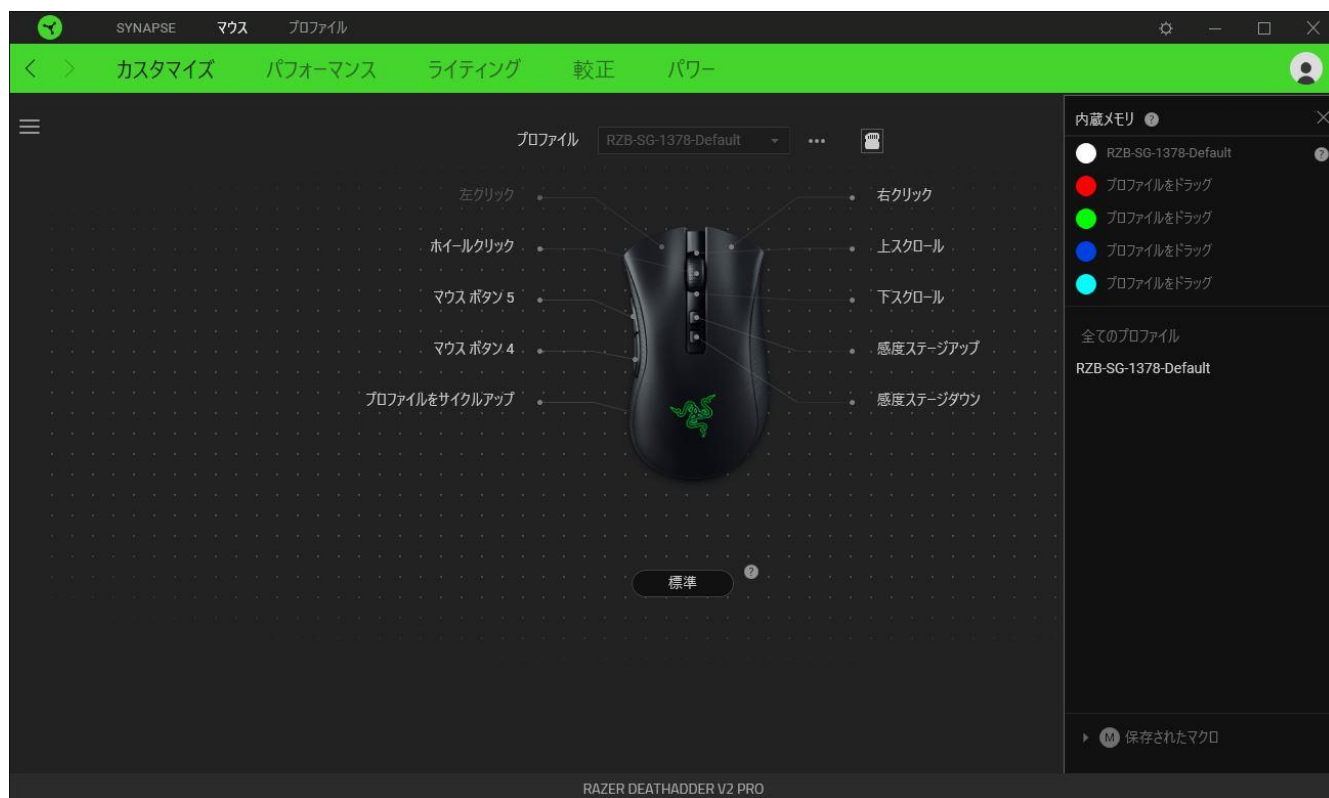 SYNAPSE マウス プロファイル
カスタマイズ パフォーマンス ライティング 較正 パワー
プロファイル RZB-SG-1378-Default
左クリック
ホイールクリック
マウス ボタン 5
マウス ボタン 4
プロファイルをサイクルアップ
右クリック
上スクロール
下スクロール
感度ステージアップ
感度ステージダウン
標準 ?
内蔵メモリ ?
RZB-SG-1378-Default ?
プロファイルをドラッグ
プロファイルをドラッグ
プロファイルをドラッグ
プロファイルをドラッグ
全てのプロファイル
RZB-SG-1378-Default
M 保存されたマクロ
RAZER DEATHADDER V2 PRO